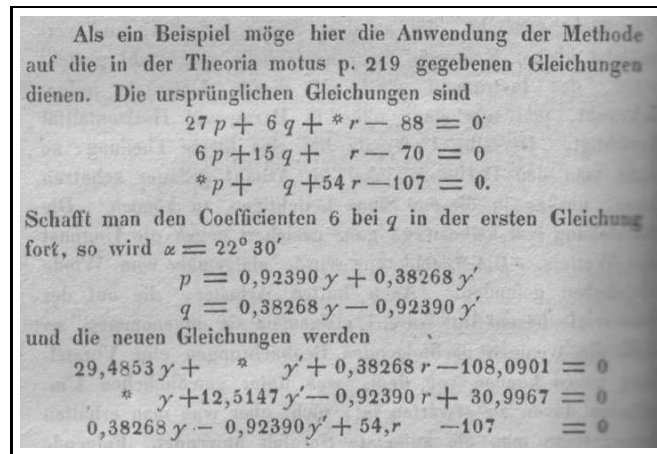 Als ein Beispiel möge hier die Anwendung der Methode
auf die in der Theoria motus p. 219 gegebenen Gleichungen
dienen. Die ursprünglichen Gleichungen sind
27 p + 6 q + * r − 88 = 0
6 p + 15 q + r − 70 = 0
* p + q + 54 r − 107 = 0.
Schafft man den Coefficienten 6 bei q in der ersten Gleichung
fort, so wird α = 22° 30′
p = 0,92390 y + 0,38268 y′
q = 0,38268 y − 0,92390 y′
und die neuen Gleichungen werden
29,4853 y + * y′ + 0,38268 r − 108,0901 = 0
* y + 12,5147 y′ − 0,92390 r + 30,9967 = 0
0,38268 y − 0,92390 y′ + 54, r − 107 = 0